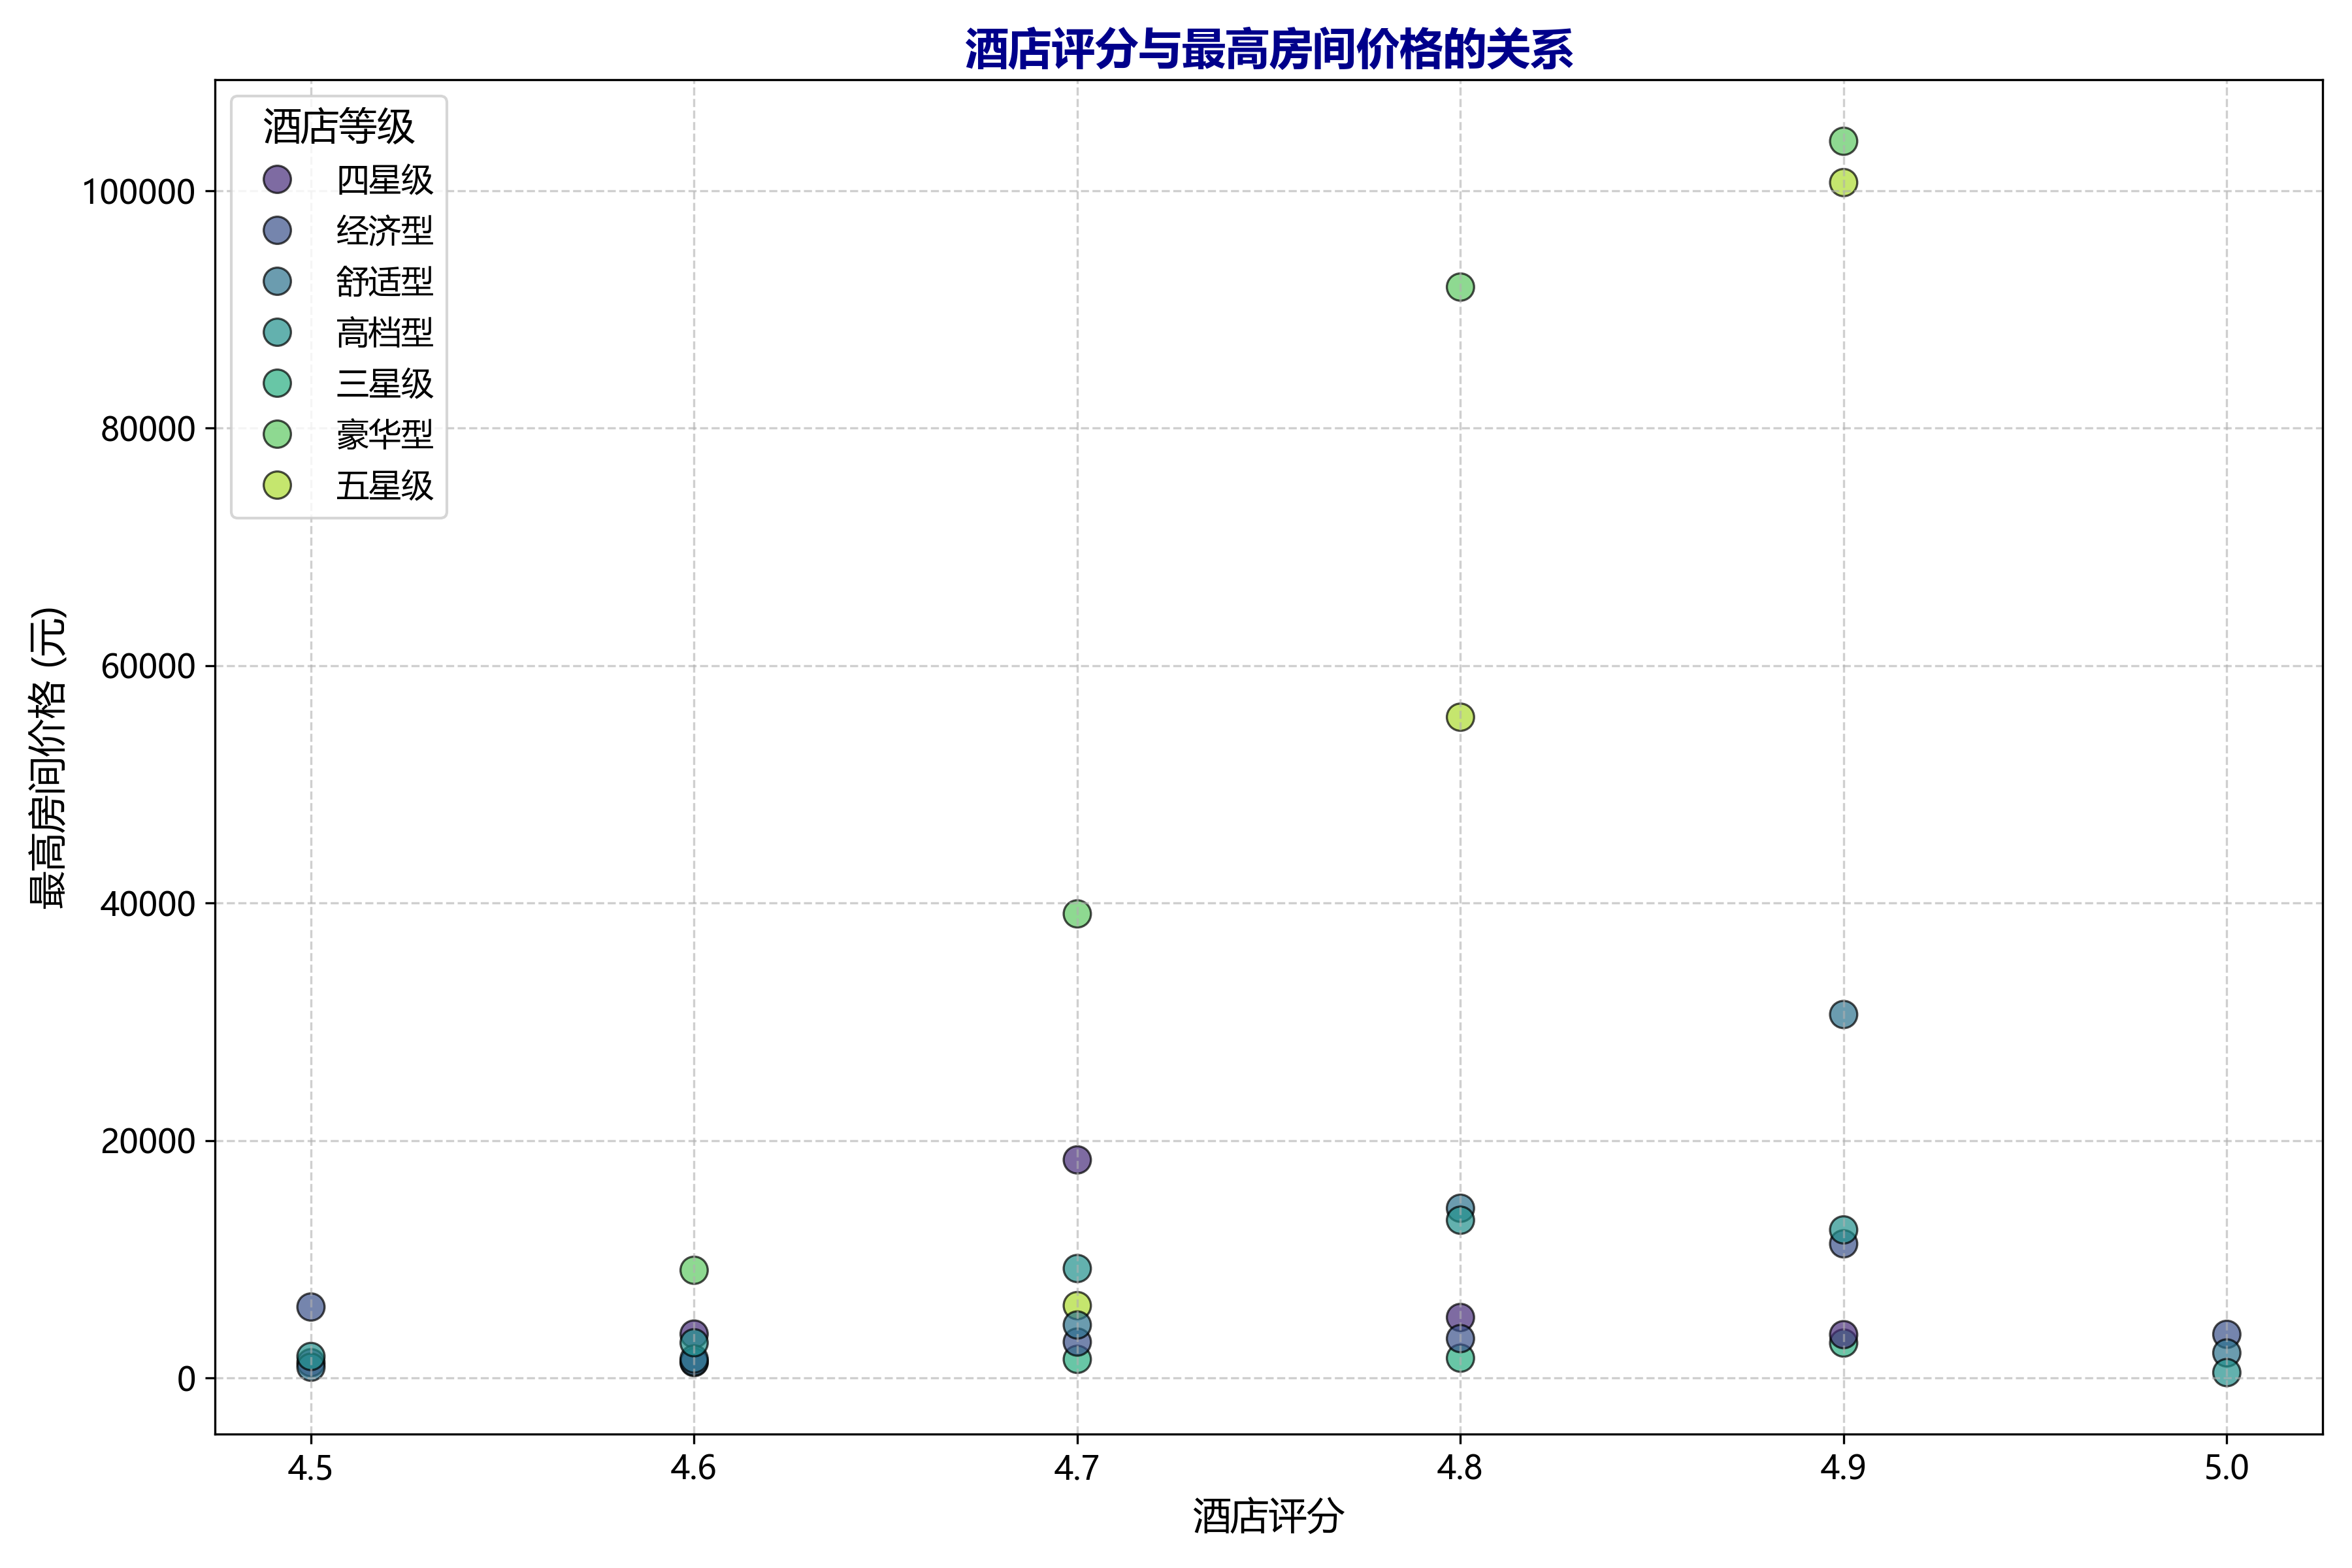 酒店评分与最高房间价格的关系
酒店等级
四星级
经济型
舒适型
高档型
三星级
豪华型
五星级
最高房间价格 (元)
100000
80000
60000
40000
20000
0
4.5 4.6 4.7 4.8 4.9 5.0
酒店评分